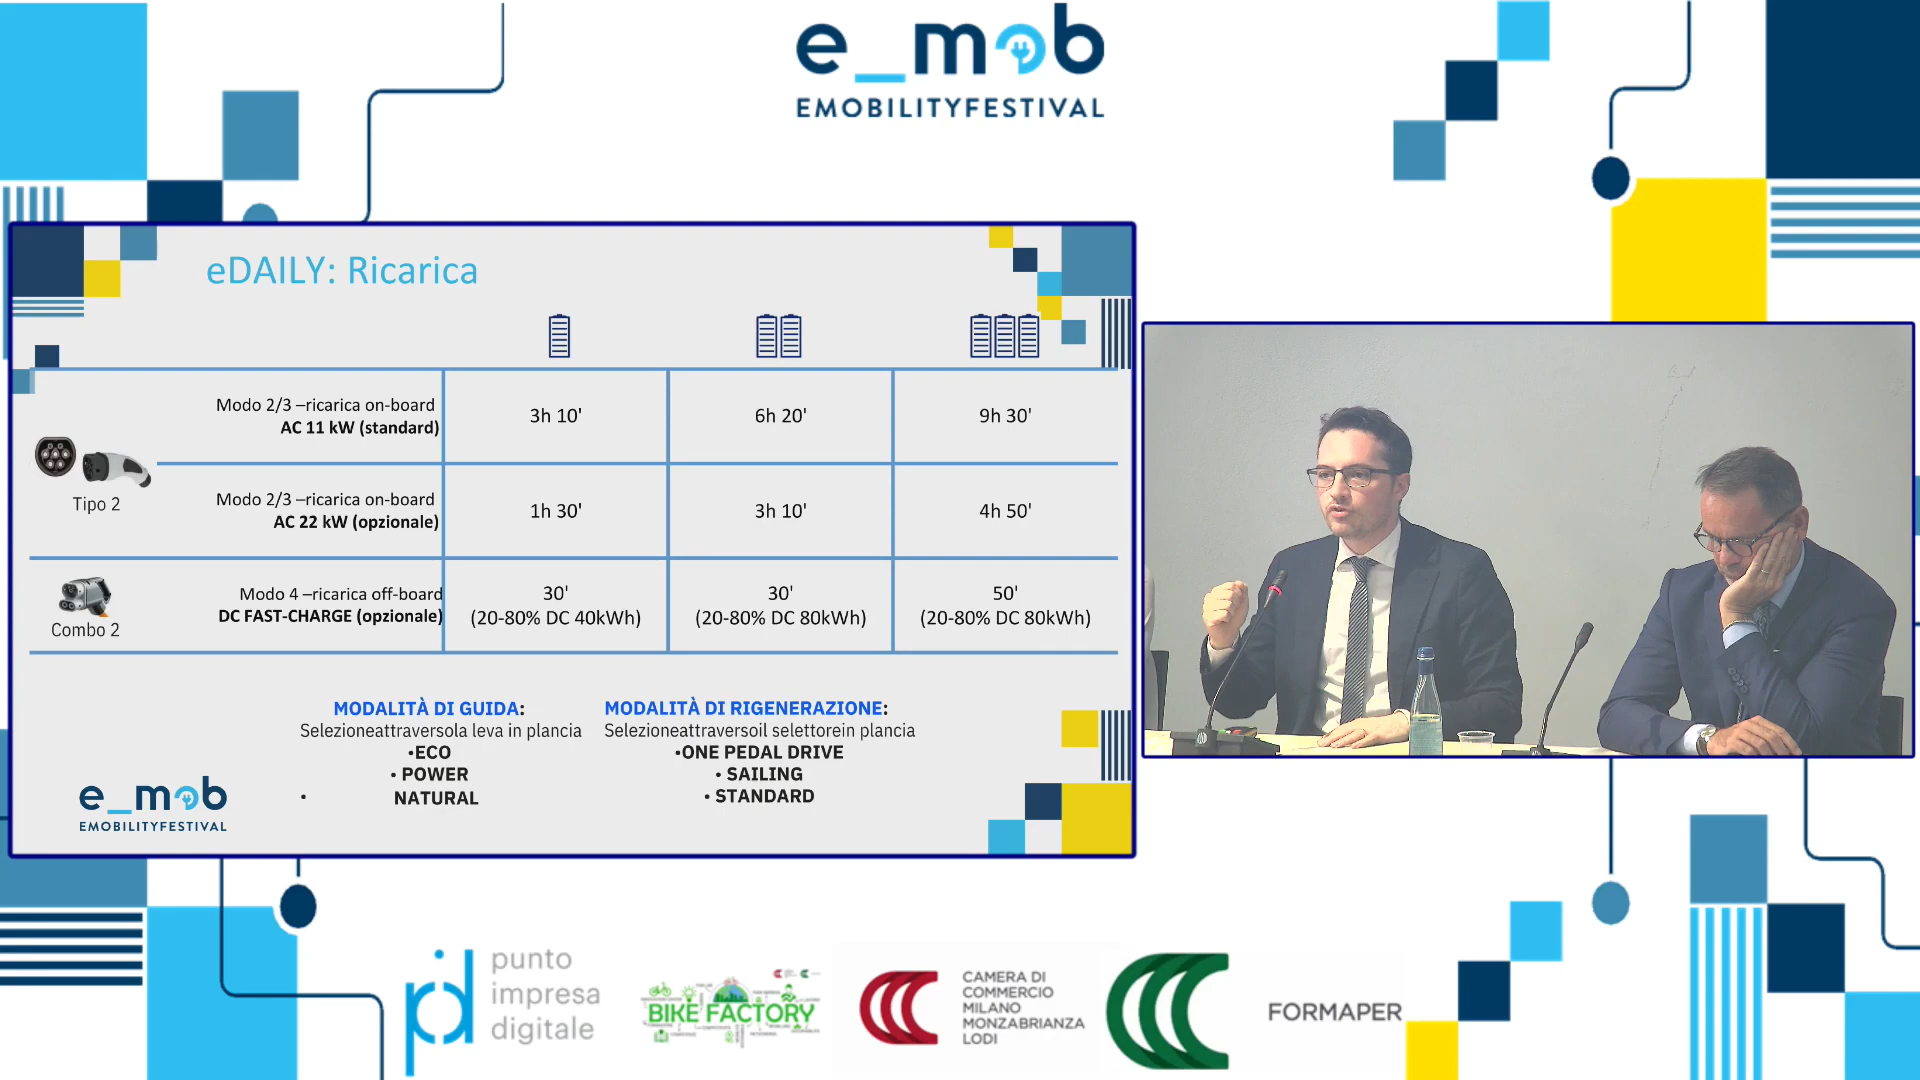 e_mob
EMOBILITYFESTIVAL
eDAILY: Ricarica
Modo 2/3 –ricarica on-board
AC 11 kW (standard)
3h 10'
6h 20'
9h 30'
Tipo 2
Modo 2/3 –ricarica on-board
AC 22 kW (opzionale)
1h 30'
3h 10'
4h 50'
Combo 2
Modo 4 –ricarica off-board
DC FAST-CHARGE (opzionale)
30'
(20-80% DC 40kWh)
30'
(20-80% DC 80kWh)
50'
(20-80% DC 80kWh)
MODALITÀ DI GUIDA:
Selezioneattraversola leva in plancia
•ECO
• POWER
• NATURAL
MODALITÀ DI RIGENERAZIONE:
Selezioneattraversoil selettorein plancia
•ONE PEDAL DRIVE
• SAILING
• STANDARD
e_mob
EMOBILITYFESTIVAL
pid
punto
impresa
digitale
BIKE FACTORY
CAMERA DI
COMMERCIO
MILANO
MONZABRIANZA
LODI
FORMAPER